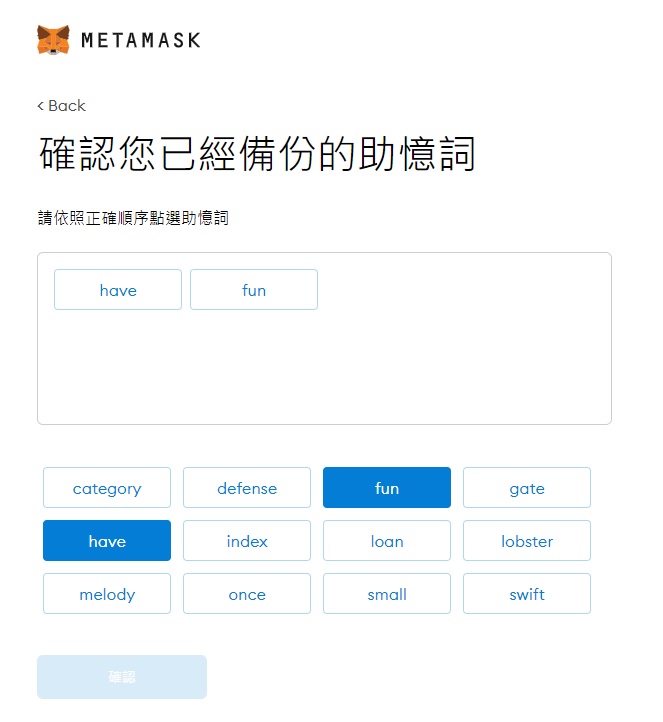 METAMASK
< Back
確認您已經備份的助憶詞
請依照正確順序點選助憶詞
have fun
category defense fun gate
have index loan lobster
melody once small swift
確認